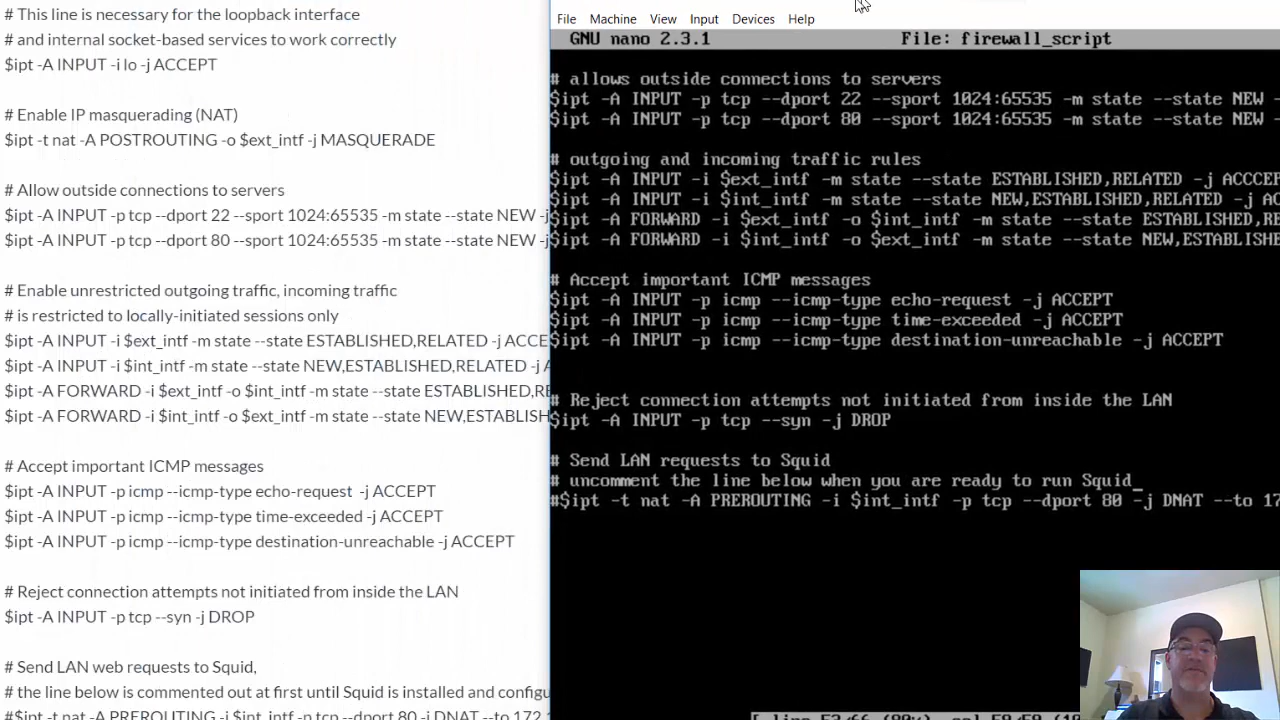 # This line is necessary for the loopback interface
# and internal socket-based services to work correctly
$ipt -A INPUT -i lo -j ACCEPT
# Enable IP masquerading (NAT)
$ipt -t nat -A POSTROUTING -o $ext_intf -j MASQUERADE
# Allow outside connections to servers
$ipt -A INPUT -p tcp --dport 22 --sport 1024:65535 -m state --state NEW -j
$ipt -A INPUT -p tcp --dport 80 --sport 1024:65535 -m state --state NEW -j
# Enable unrestricted outgoing traffic, incoming traffic
# is restricted to locally-initiated sessions only
$ipt -A INPUT -i $ext_intf -m state --state ESTABLISHED,RELATED -j ACCE
$ipt -A INPUT -i $int_intf -m state --state NEW,ESTABLISHED,RELATED -j A
$ipt -A FORWARD -i $ext_intf -o $int_intf -m state --state ESTABLISHED,RE
$ipt -A FORWARD -i $int_intf -o $ext_intf -m state --state NEW,ESTABLISH
# Accept important ICMP messages
$ipt -A INPUT -p icmp --icmp-type echo-request -j ACCEPT
$ipt -A INPUT -p icmp --icmp-type time-exceeded -j ACCEPT
$ipt -A INPUT -p icmp --icmp-type destination-unreachable -j ACCEPT
# Reject connection attempts not initiated from inside the LAN
$ipt -A INPUT -p tcp --syn -j DROP
# Send LAN web requests to Squid,
# the line below is commented out at first until Squid is installed and configu
#$ipt -t nat -A PREROUTING -i $int_intf -p tcp --dport 80 -j DNAT --to 172.
File Machine View Input Devices Help
GNU nano 2.3.1 File: firewall_script
# allows outside connections to servers
$ipt -A INPUT -p tcp --dport 22 --sport 1024:65535 -m state --state NEW -
$ipt -A INPUT -p tcp --dport 80 --sport 1024:65535 -m state --state NEW -
# outgoing and incoming traffic rules
$ipt -A INPUT -i $ext_intf -m state --state ESTABLISHED,RELATED -j ACCCEP
$ipt -A INPUT -i $int_intf -m state --state NEW,ESTABLISHED,RELATED -j AC
$ipt -A FORWARD -i $ext_intf -o $int_intf -m state --state ESTABLISHED,RE
$ipt -A FORWARD -i $int_intf -o $ext_intf -m state --state NEW,ESTABLISHE
# Accept important ICMP messages
$ipt -A INPUT -p icmp --icmp-type echo-request -j ACCEPT
$ipt -A INPUT -p icmp --icmp-type time-exceeded -j ACCEPT
$ipt -A INPUT -p icmp --icmp-type destination-unreachable -j ACCEPT
# Reject connection attempts not initiated from inside the LAN
$ipt -A INPUT -p tcp --syn -j DROP
# Send LAN requests to Squid
# uncomment the line below when you are ready to run Squid_
#$ipt -t nat -A PREROUTING -i $int_intf -p tcp --dport 80 -j DNAT --to 17